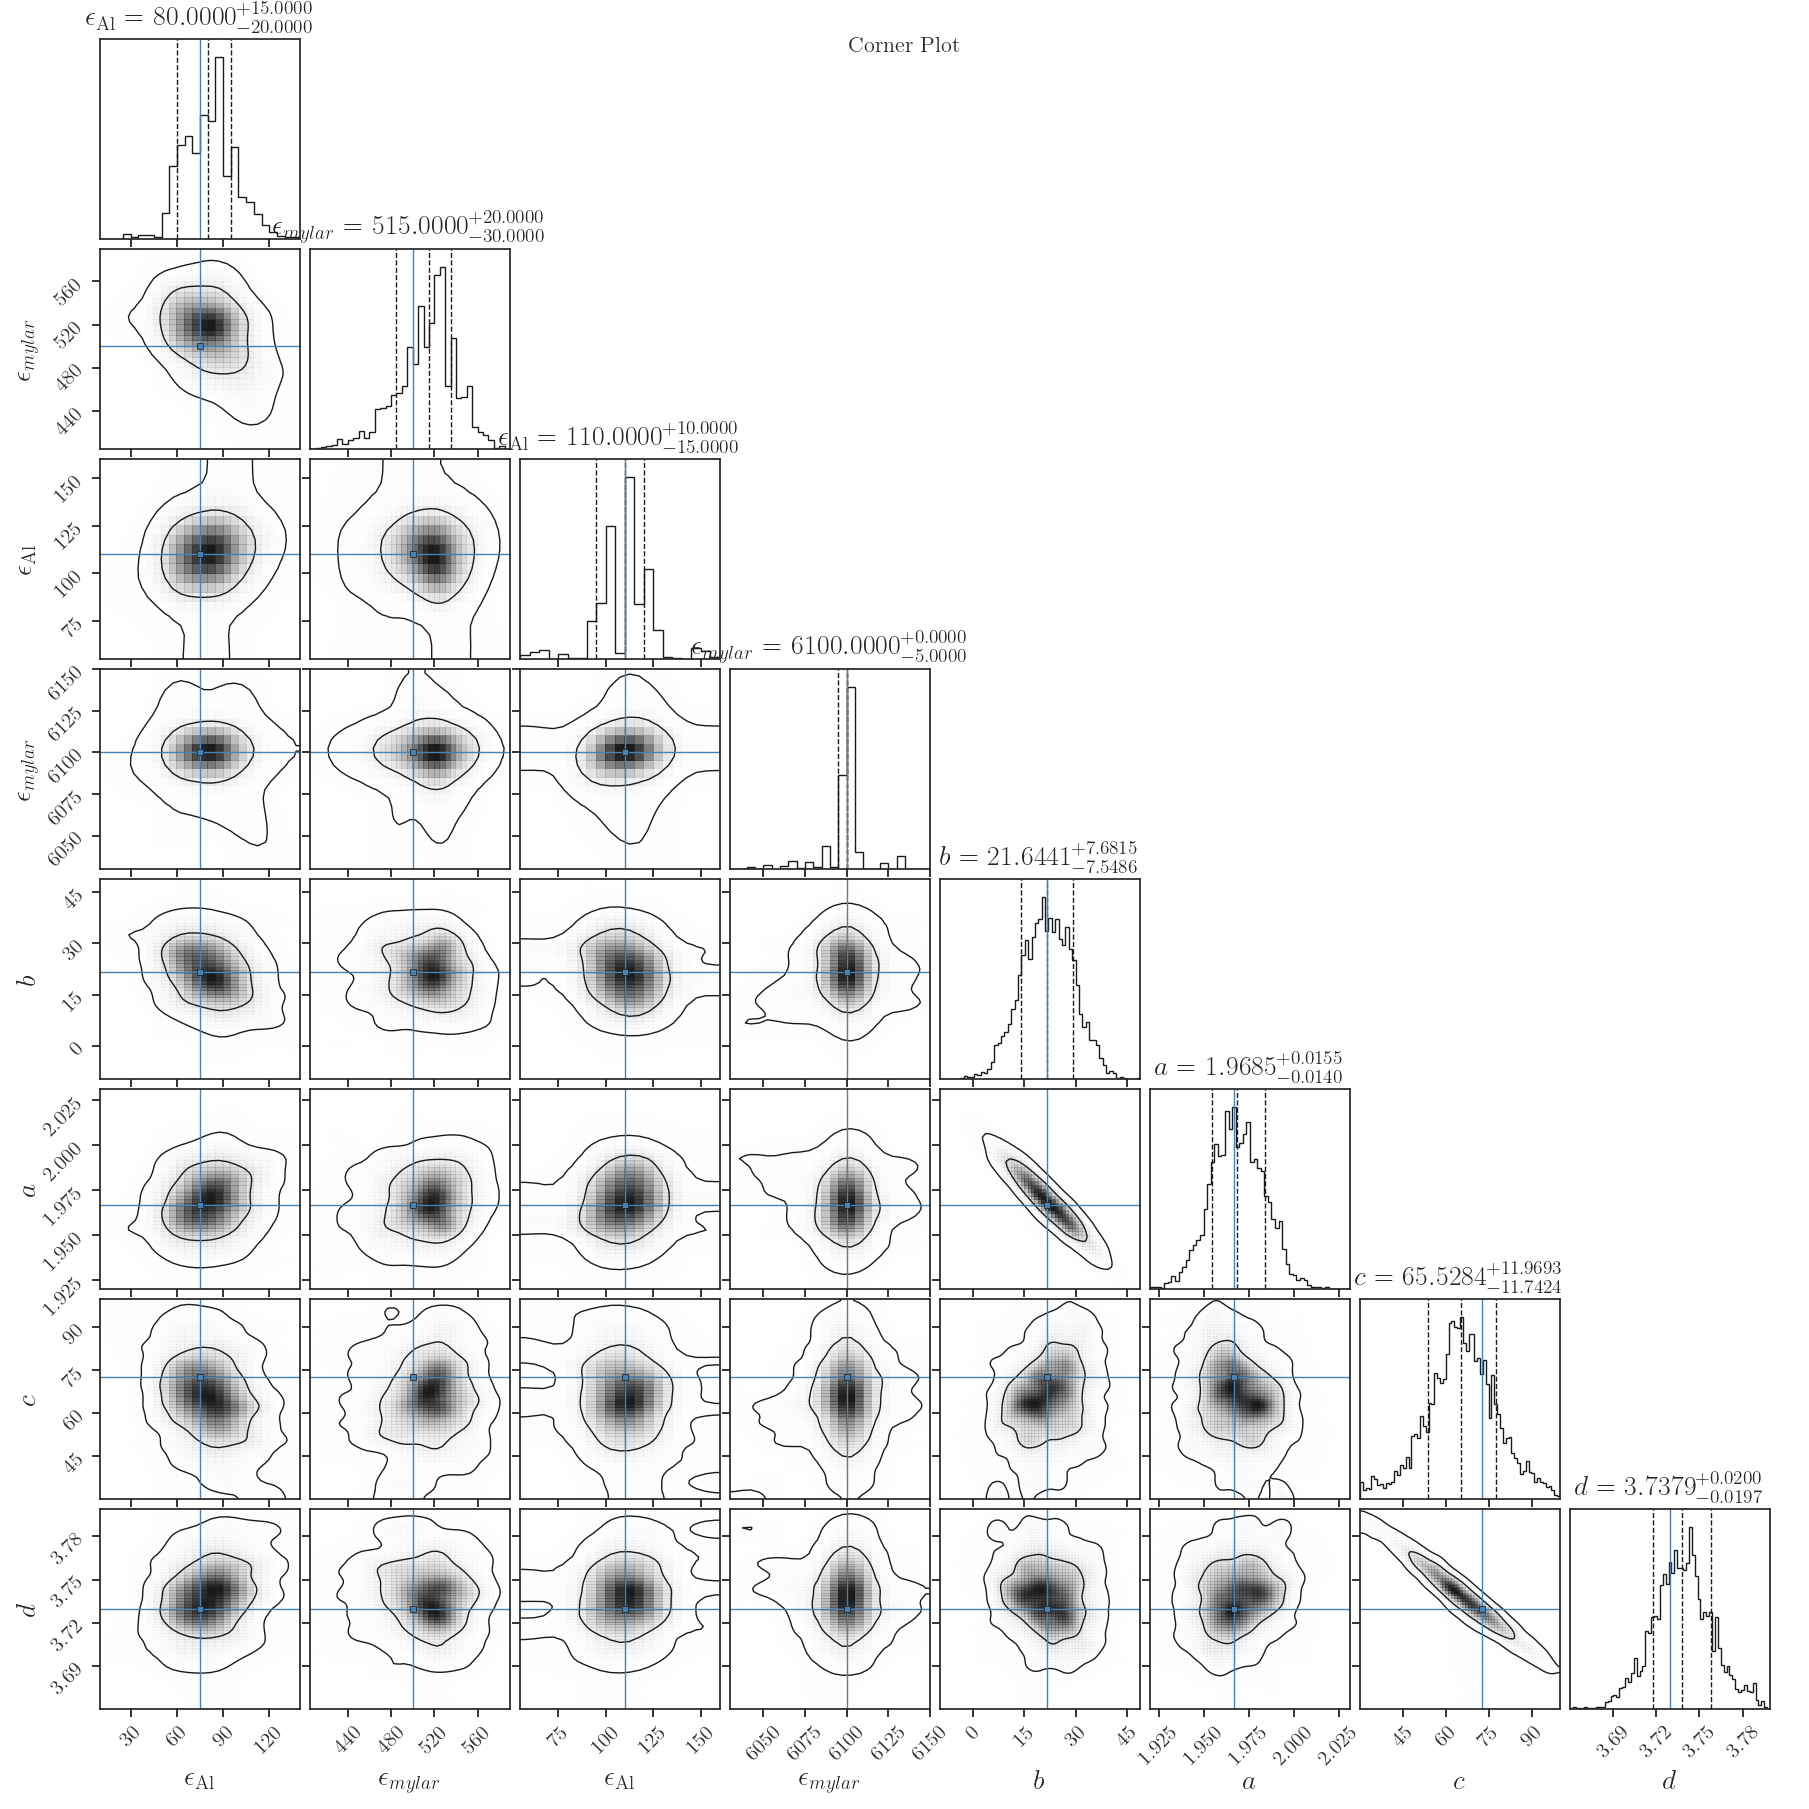 ϵ_Al = 80.0000^{+15.0000}_{−20.0000}
Corner Plot
ϵ_mylar = 515.0000^{+20.0000}_{−30.0000}
560
520
480
440
ϵ_mylar
ϵ_Al = 110.0000^{+10.0000}_{−15.0000}
150
125
100
75
ϵ_Al
ϵ_mylar = 6100.0000^{+0.0000}_{−5.0000}
6150
6125
6100
6075
6050
ϵ_mylar
b = 21.6441^{+7.6815}_{−7.5486}
45
30
15
0
b
a = 1.9685^{+0.0155}_{−0.0140}
2.025
2.000
1.975
1.950
1.925
a
c = 65.5284^{+11.9693}_{−11.7424}
90
75
60
45
c
d = 3.7379^{+0.0200}_{−0.0197}
3.78
3.75
3.72
3.69
d
30 60 90 120 440 480 520 560 75 100 125 150 6050 6075 6100 6125 6150 0 15 30 45 1.925 1.950 1.975 2.000 2.025 45 60 75 90 3.69 3.72 3.75 3.78
ϵ_Al ϵ_mylar ϵ_Al ϵ_mylar b a c d